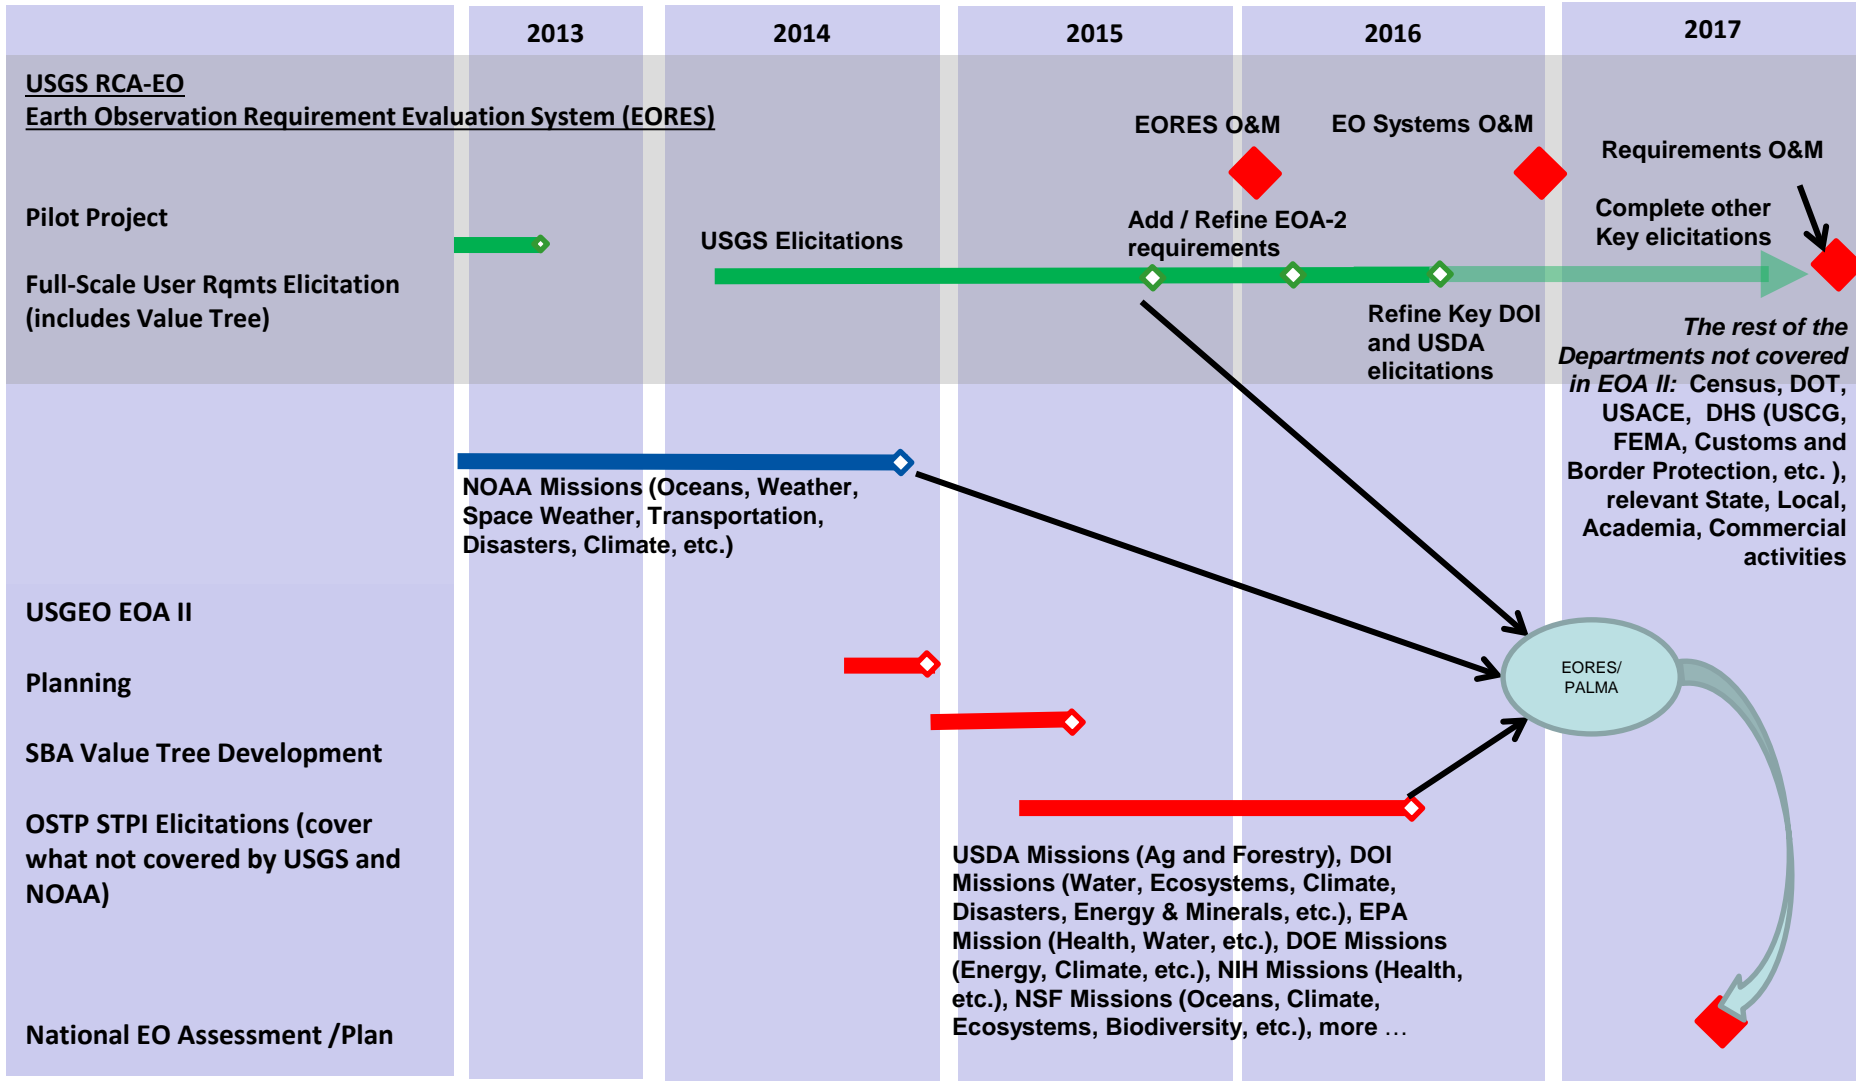 2013
2014
2015
2016
2017
USGS RCA-EO
Earth Observation Requirement Evaluation System (EORES)
EORES O&M
EO Systems O&M
Requirements O&M
Pilot Project
USGS Elicitations
Add / Refine EOA-2
requirements
Complete other
Key elicitations
Full-Scale User Rqmts Elicitation
(includes Value Tree)
Refine Key DOI
and USDA
elicitations
The rest of the
Departments not covered
in EOA II: Census, DOT,
USACE, DHS (USCG,
FEMA, Customs and
Border Protection, etc. ),
relevant State, Local,
Academia, Commercial
activities
NOAA Missions (Oceans, Weather,
Space Weather, Transportation,
Disasters, Climate, etc.)
USGEO EOA II
Planning
EORES/
PALMA
SBA Value Tree Development
OSTP STPI Elicitations (cover
what not covered by USGS and
NOAA)
USDA Missions (Ag and Forestry), DOI
Missions (Water, Ecosystems, Climate,
Disasters, Energy & Minerals, etc.), EPA
Mission (Health, Water, etc.), DOE Missions
(Energy, Climate, etc.), NIH Missions (Health,
etc.), NSF Missions (Oceans, Climate,
Ecosystems, Biodiversity, etc.), more …
National EO Assessment /Plan